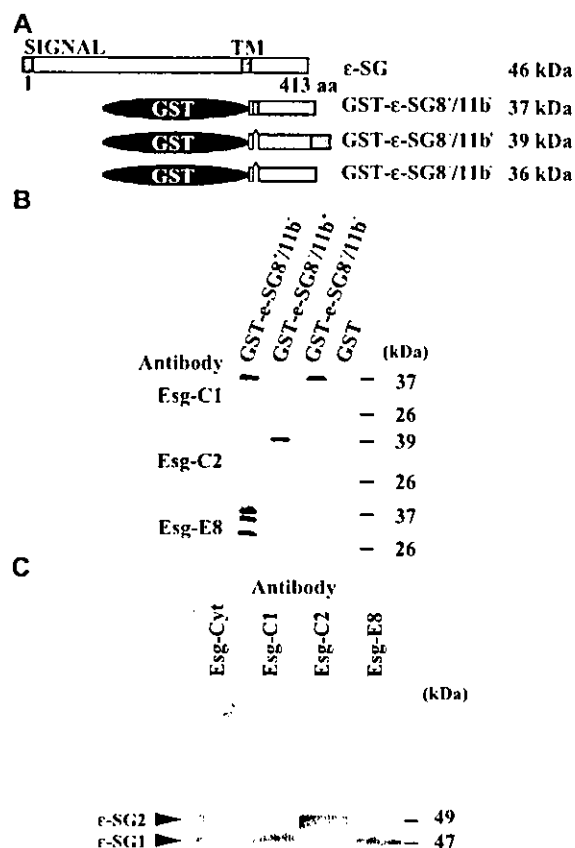 A
SIGNAL TM
1 413 aa ε-SG 46 kDa
GST GST-ε-SG8+/11b- 37 kDa
GST GST-ε-SG8-/11b+ 39 kDa
GST GST-ε-SG8-/11b- 36 kDa
B
GST-ε-SG8+/11b- GST-ε-SG8-/11b+ GST-ε-SG8-/11b- GST
Antibody (kDa)
Esg-C1 37
26
Esg-C2 39
26
Esg-E8 37
26
C
Antibody
Esg-Cyt Esg-C1 Esg-C2 Esg-E8
(kDa)
ε-SG2 49
ε-SG1 47